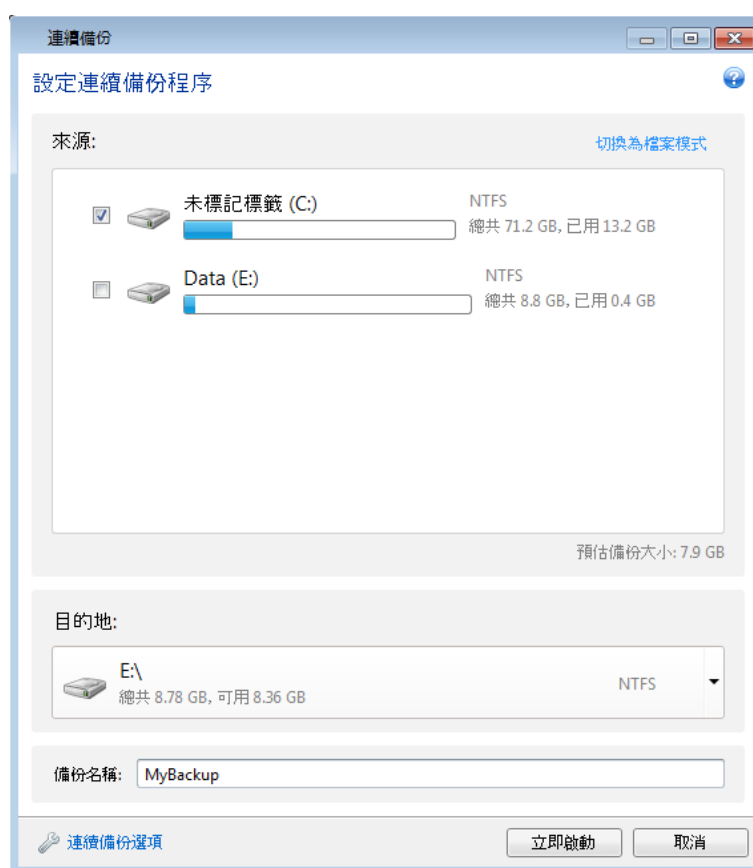 連續備份
設定連續備份程序
來源:
切換為檔案模式
未標記標籤 (C:)
NTFS
總共 71.2 GB, 已用 13.2 GB
Data (E:)
NTFS
總共 8.8 GB, 已用 0.4 GB
預估備份大小: 7.9 GB
目的地:
E:\
總共 8.78 GB, 可用 8.36 GB
NTFS
備份名稱: MyBackup
連續備份選項
立即啟動
取消